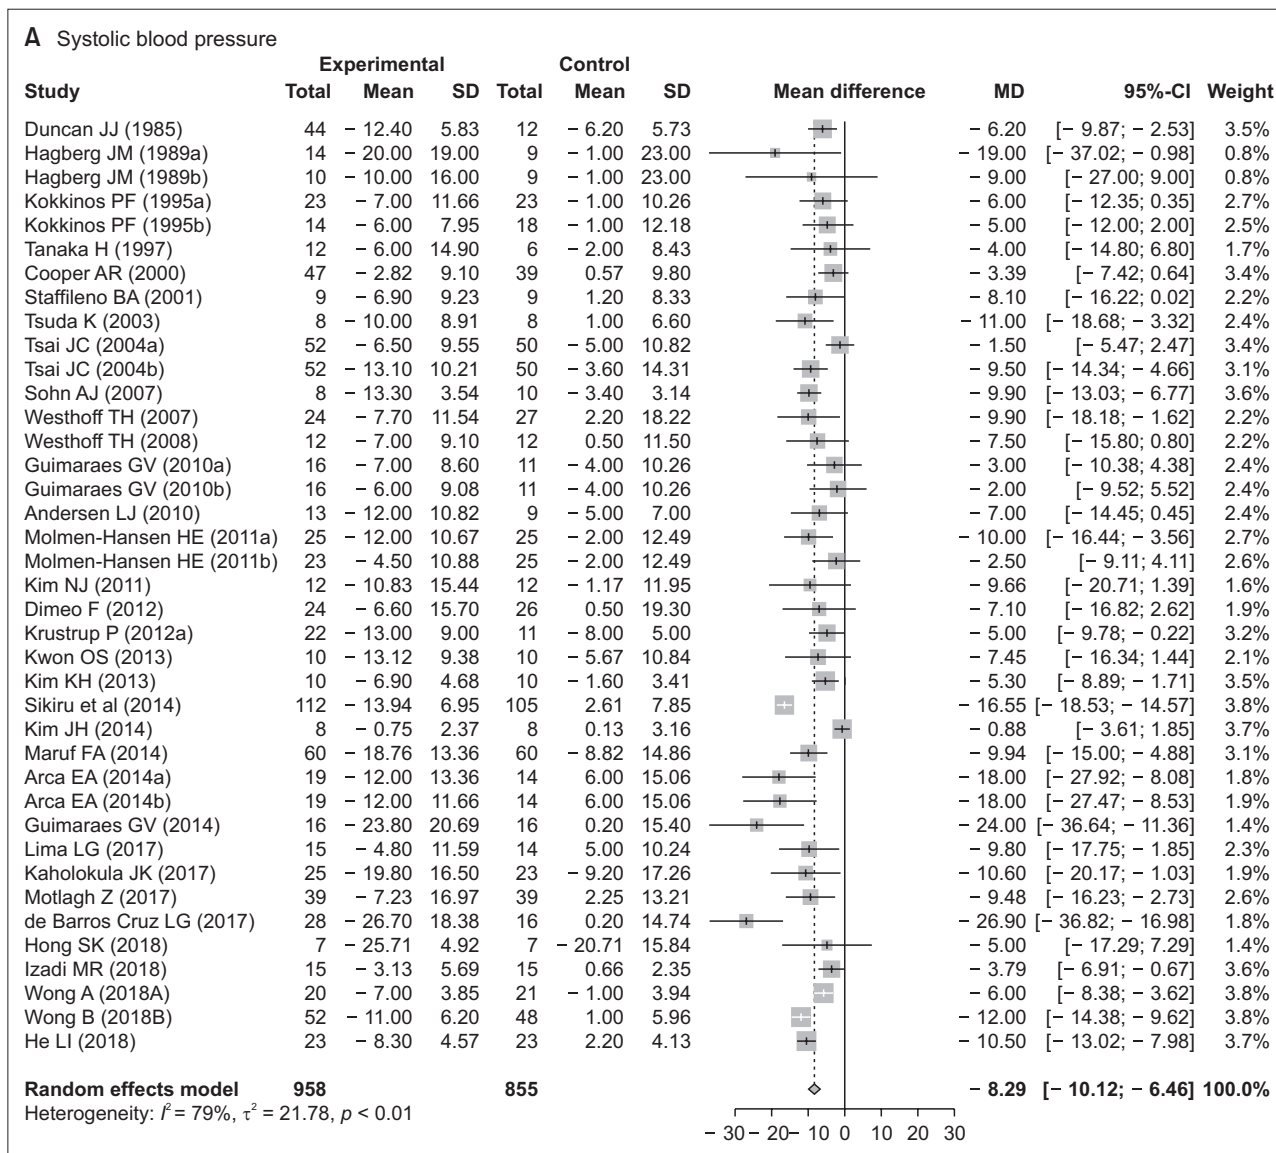 A Systolic blood pressure
Experimental Control
Study Total Mean SD Total Mean SD Mean difference MD 95%-CI Weight
Duncan JJ (1985) 44 − 12.40 5.83 12 − 6.20 5.73 − 6.20 [− 9.87; − 2.53] 3.5%
Hagberg JM (1989a) 14 − 20.00 19.00 9 − 1.00 23.00 − 19.00 [− 37.02; − 0.98] 0.8%
Hagberg JM (1989b) 10 − 10.00 16.00 9 − 1.00 23.00 − 9.00 [− 27.00; 9.00] 0.8%
Kokkinos PF (1995a) 23 − 7.00 11.66 23 − 1.00 10.26 − 6.00 [− 12.35; 0.35] 2.7%
Kokkinos PF (1995b) 14 − 6.00 7.95 18 − 1.00 12.18 − 5.00 [− 12.00; 2.00] 2.5%
Tanaka H (1997) 12 − 6.00 14.90 6 − 2.00 8.43 − 4.00 [− 14.80; 6.80] 1.7%
Cooper AR (2000) 47 − 2.82 9.10 39 0.57 9.80 − 3.39 [− 7.42; 0.64] 3.4%
Staffileno BA (2001) 9 − 6.90 9.23 9 1.20 8.33 − 8.10 [− 16.22; 0.02] 2.2%
Tsuda K (2003) 8 − 10.00 8.91 8 1.00 6.60 − 11.00 [− 18.68; − 3.32] 2.4%
Tsai JC (2004a) 52 − 6.50 9.55 50 − 5.00 10.82 − 1.50 [− 5.47; 2.47] 3.4%
Tsai JC (2004b) 52 − 13.10 10.21 50 − 3.60 14.31 − 9.50 [− 14.34; − 4.66] 3.1%
Sohn AJ (2007) 8 − 13.30 3.54 10 − 3.40 3.14 − 9.90 [− 13.03; − 6.77] 3.6%
Westhoff TH (2007) 24 − 7.70 11.54 27 2.20 18.22 − 9.90 [− 18.18; − 1.62] 2.2%
Westhoff TH (2008) 12 − 7.00 9.10 12 0.50 11.50 − 7.50 [− 15.80; 0.80] 2.2%
Guimaraes GV (2010a) 16 − 7.00 8.60 11 − 4.00 10.26 − 3.00 [− 10.38; 4.38] 2.4%
Guimaraes GV (2010b) 16 − 6.00 9.08 11 − 4.00 10.26 − 2.00 [− 9.52; 5.52] 2.4%
Andersen LJ (2010) 13 − 12.00 10.82 9 − 5.00 7.00 − 7.00 [− 14.45; 0.45] 2.4%
Molmen-Hansen HE (2011a) 25 − 12.00 10.67 25 − 2.00 12.49 − 10.00 [− 16.44; − 3.56] 2.7%
Molmen-Hansen HE (2011b) 23 − 4.50 10.88 25 − 2.00 12.49 − 2.50 [− 9.11; 4.11] 2.6%
Kim NJ (2011) 12 − 10.83 15.44 12 − 1.17 11.95 − 9.66 [− 20.71; 1.39] 1.6%
Dimeo F (2012) 24 − 6.60 15.70 26 0.50 19.30 − 7.10 [− 16.82; 2.62] 1.9%
Krustrup P (2012a) 22 − 13.00 9.00 11 − 8.00 5.00 − 5.00 [− 9.78; − 0.22] 3.2%
Kwon OS (2013) 10 − 13.12 9.38 10 − 5.67 10.84 − 7.45 [− 16.34; 1.44] 2.1%
Kim KH (2013) 10 − 6.90 4.68 10 − 1.60 3.41 − 5.30 [− 8.89; − 1.71] 3.5%
Sikiru et al (2014) 112 − 13.94 6.95 105 2.61 7.85 − 16.55 [− 18.53; − 14.57] 3.8%
Kim JH (2014) 8 − 0.75 2.37 8 0.13 3.16 − 0.88 [− 3.61; 1.85] 3.7%
Maruf FA (2014) 60 − 18.76 13.36 60 − 8.82 14.86 − 9.94 [− 15.00; − 4.88] 3.1%
Arca EA (2014a) 19 − 12.00 13.36 14 6.00 15.06 − 18.00 [− 27.92; − 8.08] 1.8%
Arca EA (2014b) 19 − 12.00 11.66 14 6.00 15.06 − 18.00 [− 27.47; − 8.53] 1.9%
Guimaraes GV (2014) 16 − 23.80 20.69 16 0.20 15.40 − 24.00 [− 36.64; − 11.36] 1.4%
Lima LG (2017) 15 − 4.80 11.59 14 5.00 10.24 − 9.80 [− 17.75; − 1.85] 2.3%
Kaholokula JK (2017) 25 − 19.80 16.50 23 − 9.20 17.26 − 10.60 [− 20.17; − 1.03] 1.9%
Motlagh Z (2017) 39 − 7.23 16.97 39 2.25 13.21 − 9.48 [− 16.23; − 2.73] 2.6%
de Barros Cruz LG (2017) 28 − 26.70 18.38 16 0.20 14.74 − 26.90 [− 36.82; − 16.98] 1.8%
Hong SK (2018) 7 − 25.71 4.92 7 − 20.71 15.84 − 5.00 [− 17.29; 7.29] 1.4%
Izadi MR (2018) 15 − 3.13 5.69 15 0.66 2.35 − 3.79 [− 6.91; − 0.67] 3.6%
Wong A (2018A) 20 − 7.00 3.85 21 − 1.00 3.94 − 6.00 [− 8.38; − 3.62] 3.8%
Wong B (2018B) 52 − 11.00 6.20 48 1.00 5.96 − 12.00 [− 14.38; − 9.62] 3.8%
He LI (2018) 23 − 8.30 4.57 23 2.20 4.13 − 10.50 [− 13.02; − 7.98] 3.7%
Random effects model 958 855 − 8.29 [− 10.12; − 6.46] 100.0%
Heterogeneity: I² = 79%, τ² = 21.78, p < 0.01
− 30 − 20 − 10 0 10 20 30